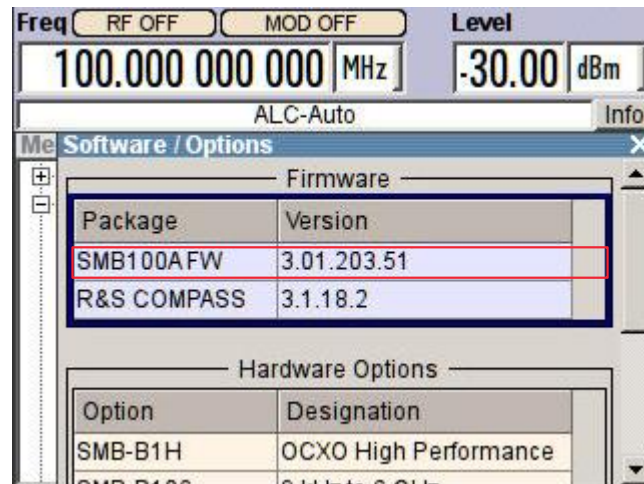 Freq RF OFF MOD OFF Level
100.000 000 000 MHz -30.00 dBm
ALC-Auto Info
Me Software / Options
Firmware
Package Version
SMB100A FW 3.01.203.51
R&S COMPASS 3.1.18.2
Hardware Options
Option Designation
SMB-B1H OCXO High Performance